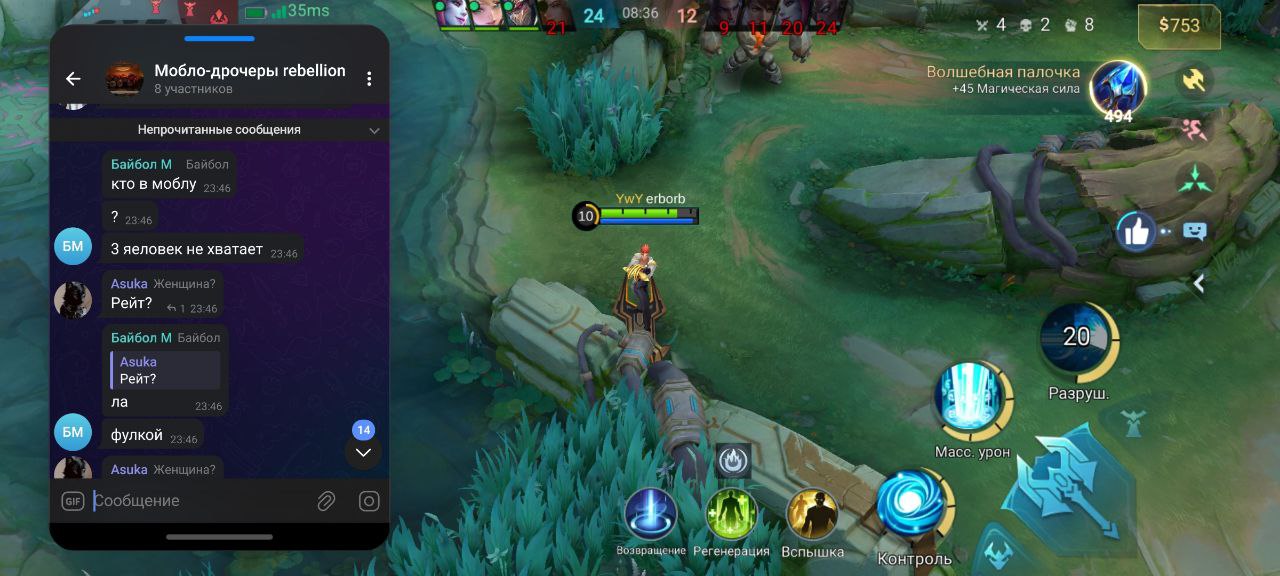 35ms
Мобло-дрочеры rebellion
8 участников
Непрочитанные сообщения
Байбол М Байбол
кто в моблу 23:46
? 23:46
БМ
3 яеловек не хватает 23:46
Asuka Женщина?
Рейт? 1 23:46
Байбол М Байбол
Asuka
Рейт?
ла 23:46
БМ
фулкой 23:46
14
Asuka Женщина?
GIF
Сообщение
21
24 08:36 12
9 11 20 24
4 2 8
$753
Волшебная палочка
+45 Магическая сила
494
YwY erborb
10
20
Разруш.
Масс. урон
Возвращение Регенерация Вспышка
Контроль